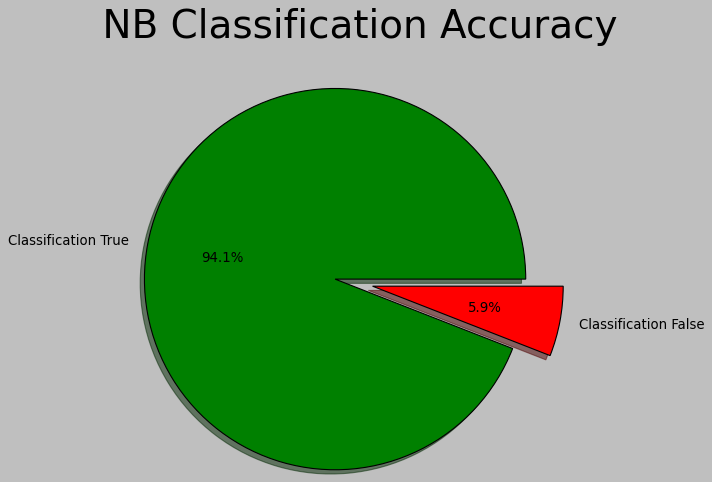 NB Classification Accuracy
Classification True
94.1%
5.9%
Classification False